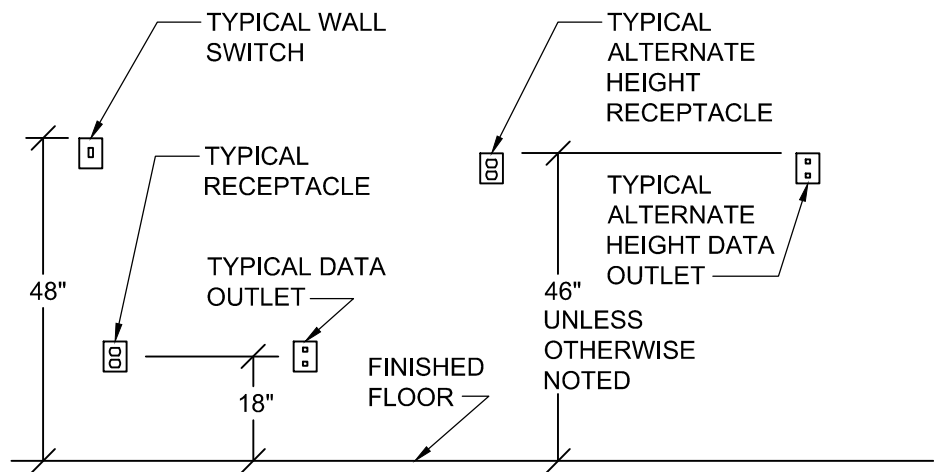 TYPICAL WALL
SWITCH
TYPICAL
ALTERNATE
HEIGHT
RECEPTACLE
TYPICAL
RECEPTACLE
TYPICAL
ALTERNATE
HEIGHT DATA
OUTLET
TYPICAL DATA
OUTLET
48"
46"
UNLESS
OTHERWISE
NOTED
FINISHED
FLOOR
18"